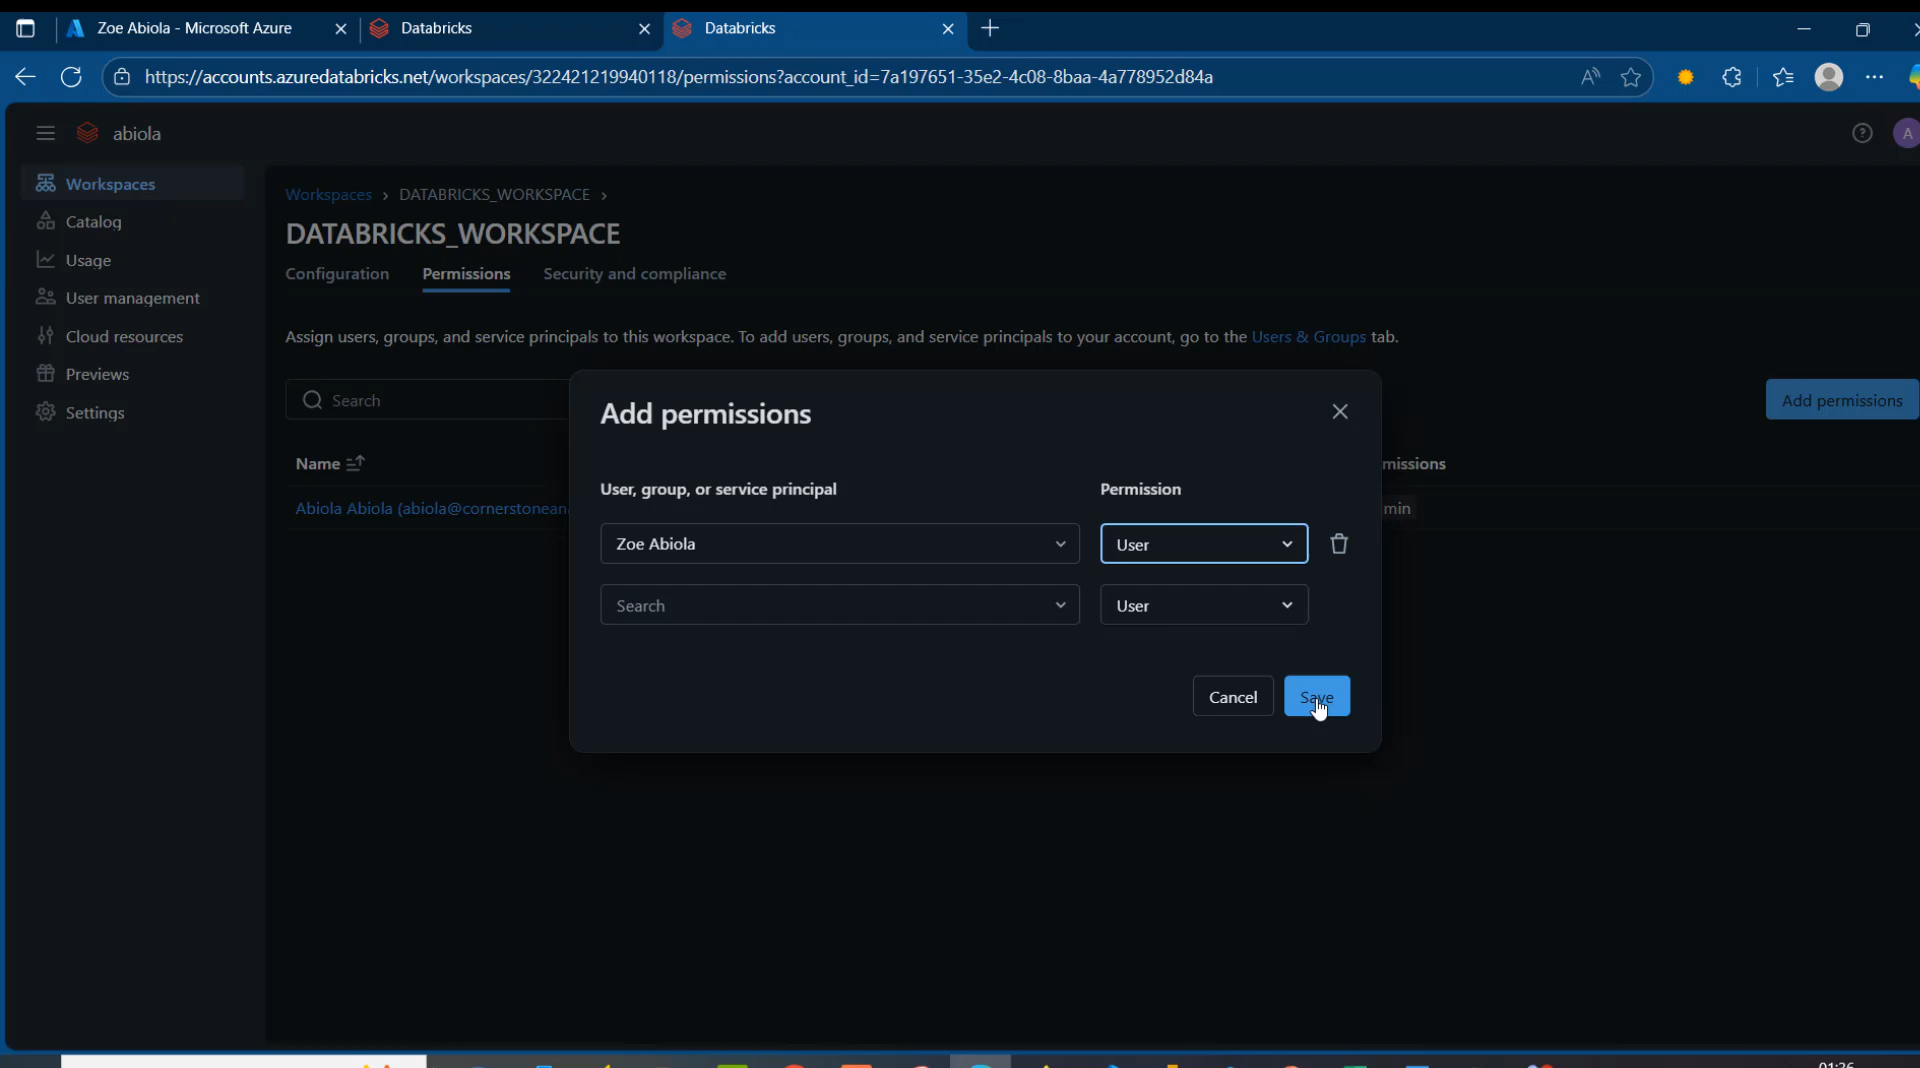 Zoe Abiola - Microsoft Azure
Databricks
Databricks
https://accounts.azuredatabricks.net/workspaces/322421219940118/permissions?account_id=7a197651-35e2-4c08-8baa-4a778952d84a
abiola
A
Workspaces
Catalog
Usage
User management
Cloud resources
Previews
Settings
Workspaces > DATABRICKS_WORKSPACE >
DATABRICKS_WORKSPACE
Configuration
Permissions
Security and compliance
Assign users, groups, and service principals to this workspace. To add users, groups, and service principals to your account, go to the Users & Groups tab.
Search
Add permissions
Name
missions
Abiola Abiola (abiola@cornerstonean
min
Add permissions
User, group, or service principal
Permission
Zoe Abiola
User
Search
User
Cancel
Save